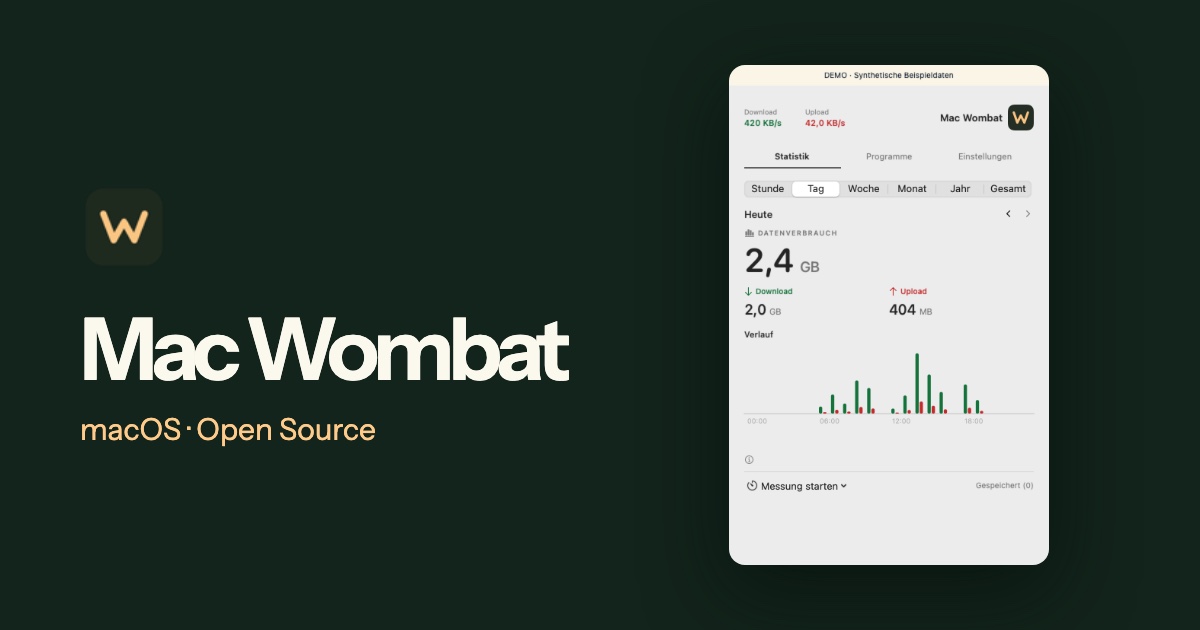 W
Mac Wombat
macOS · Open Source
DEMO · Synthetische Beispieldaten
Download Upload
420 KB/s 42,0 KB/s
Mac Wombat W
Statistik Programme Einstellungen
Stunde Tag Woche Monat Jahr Gesamt
Heute
DATENVERBRAUCH
2,4 GB
↓ Download ↑ Upload
2,0 GB 404 MB
Verlauf
00:00 06:00 12:00 18:00
Messung starten Gespeichert (0)